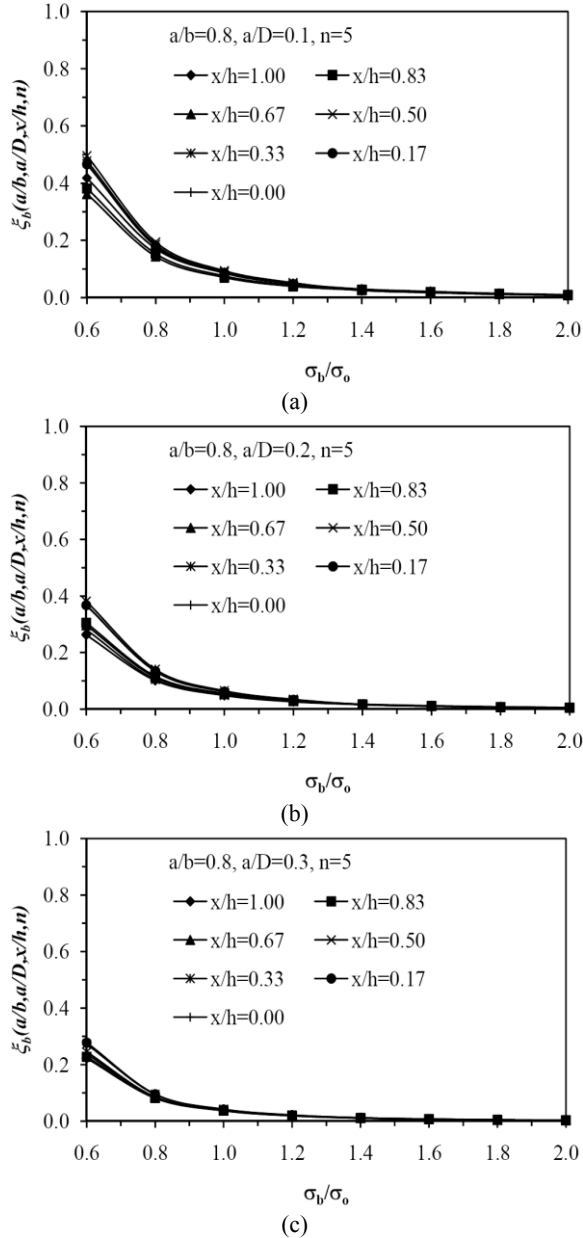 1.0
a/b=0.8, a/D=0.1, n=5
x/h=1.00 x/h=0.83
0.8
x/h=0.67 x/h=0.50
0.6
x/h=0.33 x/h=0.17
0.4
x/h=0.00
0.2
0.0
ξb(a/b,a/D,x/h,n)
0.6 0.8 1.0 1.2 1.4 1.6 1.8 2.0
σb/σo
(a)
1.0
a/b=0.8, a/D=0.2, n=5
x/h=1.00 x/h=0.83
0.8
x/h=0.67 x/h=0.50
0.6
x/h=0.33 x/h=0.17
0.4
x/h=0.00
0.2
0.0
ξb(a/b,a/D,x/h,n)
0.6 0.8 1.0 1.2 1.4 1.6 1.8 2.0
σb/σo
(b)
1.0
a/b=0.8, a/D=0.3, n=5
x/h=1.00 x/h=0.83
0.8
x/h=0.67 x/h=0.50
0.6
x/h=0.33 x/h=0.17
0.4
x/h=0.00
0.2
0.0
ξb(a/b,a/D,x/h,n)
0.6 0.8 1.0 1.2 1.4 1.6 1.8 2.0
σb/σo
(c)